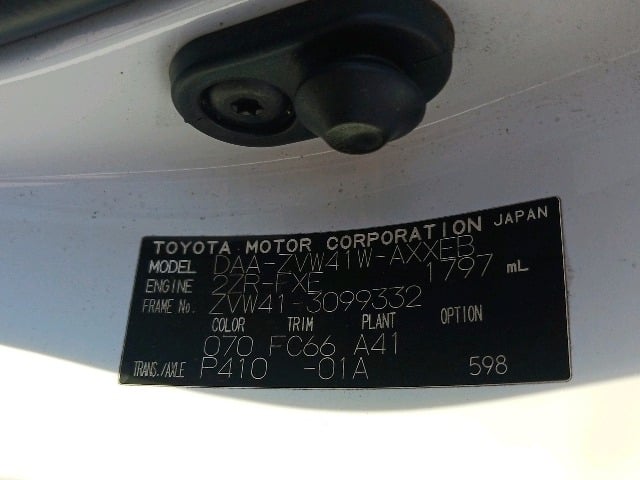 TOYOTA MOTOR CORPORATION JAPAN
MODEL DAA-ZVW41W-AXXEB
ENGINE 2ZR-FXE 1797 mL
FRAME No. ZVW41-3099332
COLOR TRIM PLANT OPTION
070 FC66 A41
TRANS./AXLE P410 -01A 598